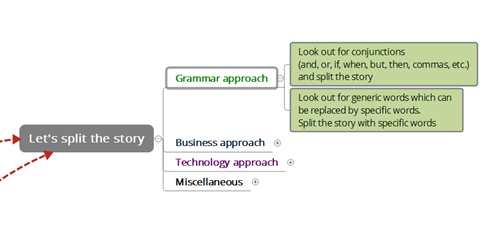 Let's split the story
Grammar approach
Look out for conjunctions
(and, or, if, when, but, then, commas, etc.)
and split the story
Look out for generic words which can
be replaced by specific words.
Split the story with specific words
Business approach
Technology approach
Miscellaneous